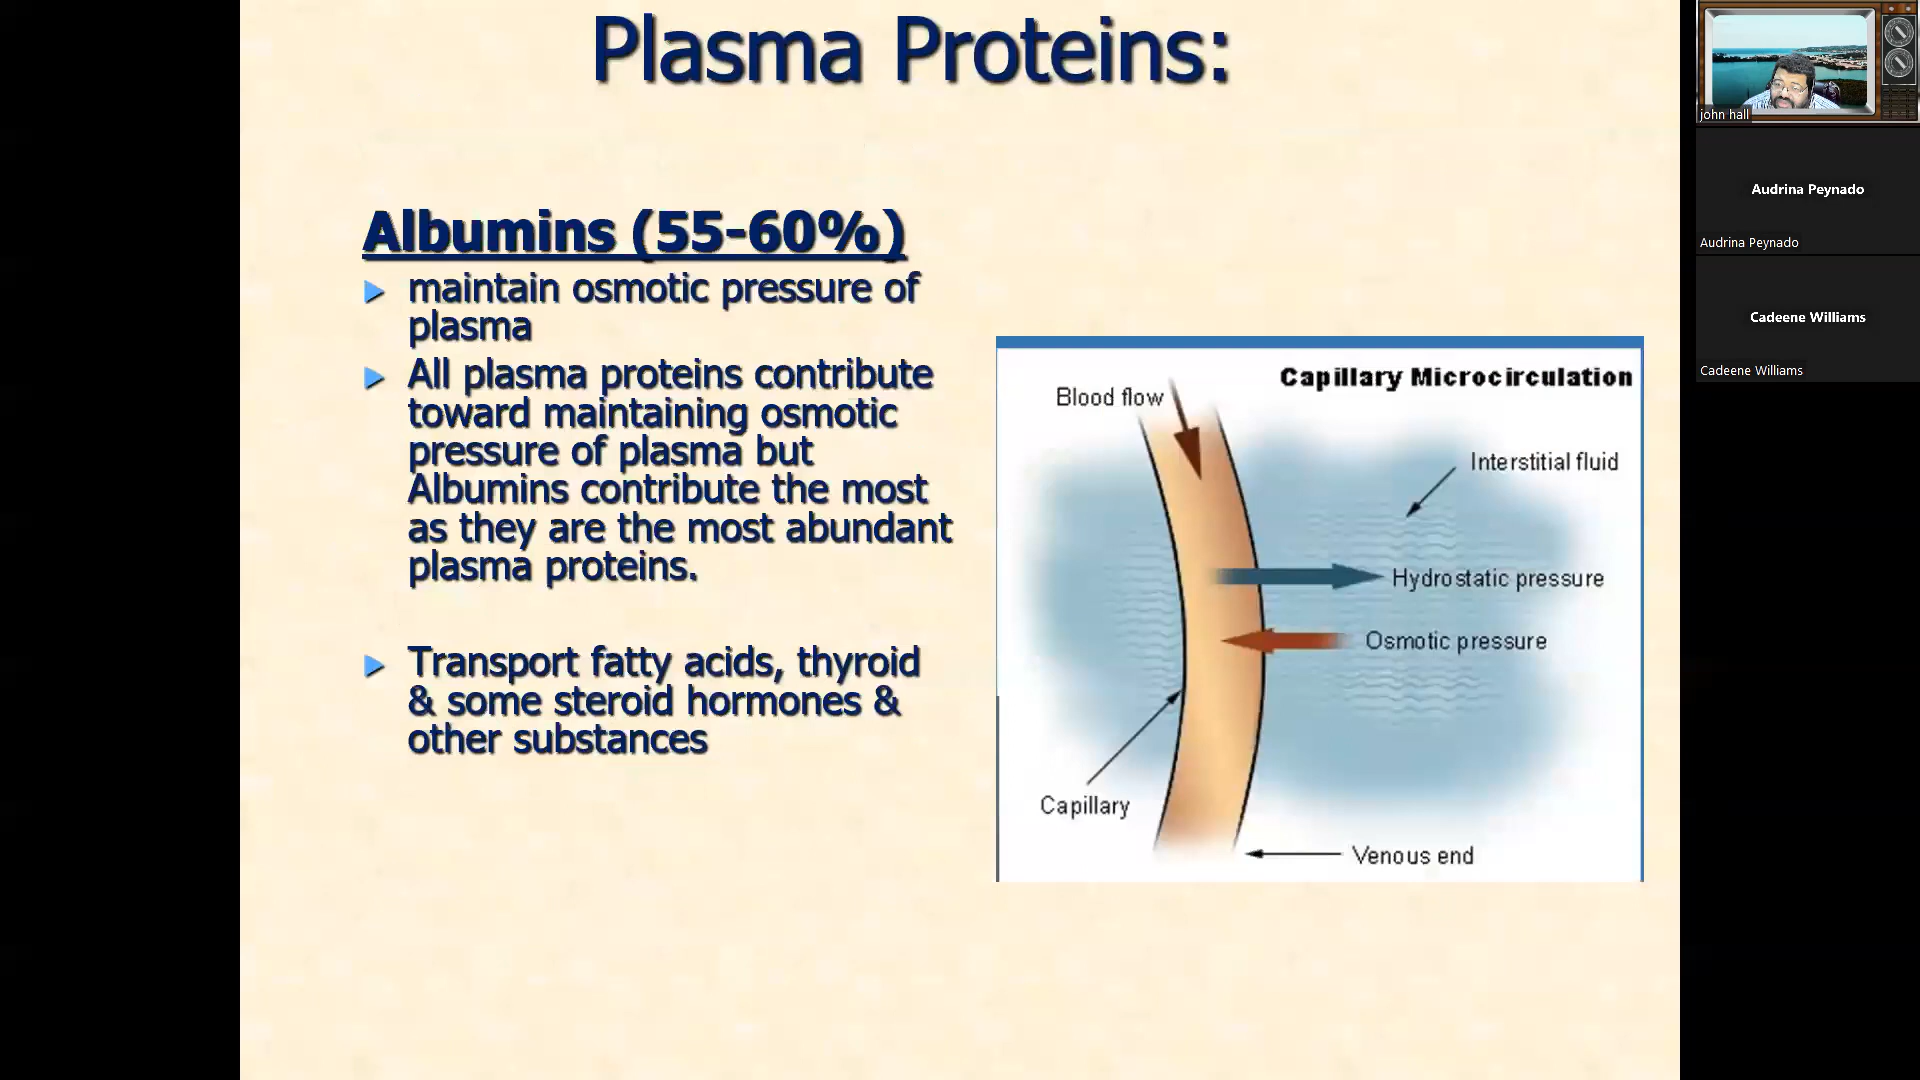 Plasma Proteins:
Albumins (55-60%)
maintain osmotic pressure of
plasma
All plasma proteins contribute
toward maintaining osmotic
pressure of plasma but
Albumins contribute the most
as they are the most abundant
plasma proteins.
Transport fatty acids, thyroid
& some steroid hormones &
other substances
Capillary Microcirculation
Blood flow
Interstitial fluid
Hydrostatic pressure
Osmotic pressure
Capillary
Venous end
john hall
Audrina Peynado
Audrina Peynado
Cadeene Williams
Cadeene Williams